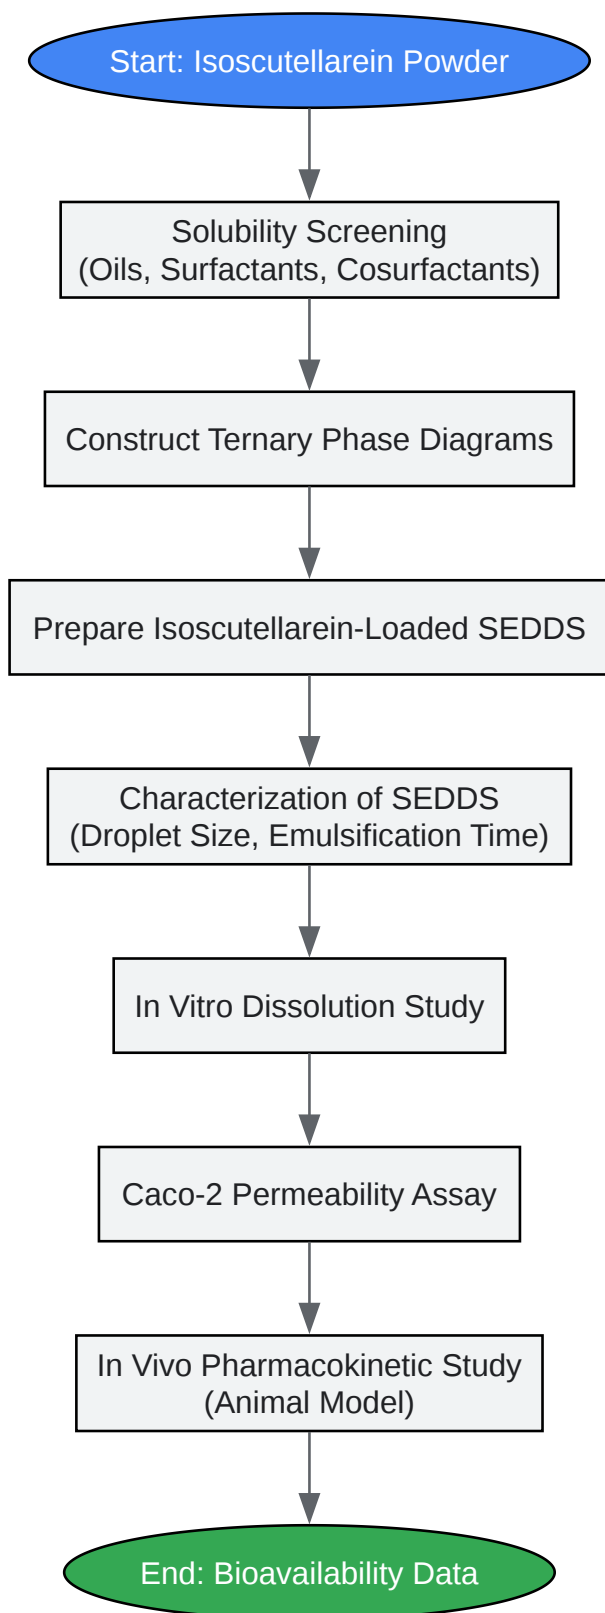 Start: Isoscutellarein Powder
Solubility Screening
(Oils, Surfactants, Cosurfactants)
Construct Ternary Phase Diagrams
Prepare Isoscutellarein-Loaded SEDDS
Characterization of SEDDS
(Droplet Size, Emulsification Time)
In Vitro Dissolution Study
Caco-2 Permeability Assay
In Vivo Pharmacokinetic Study
(Animal Model)
End: Bioavailability Data